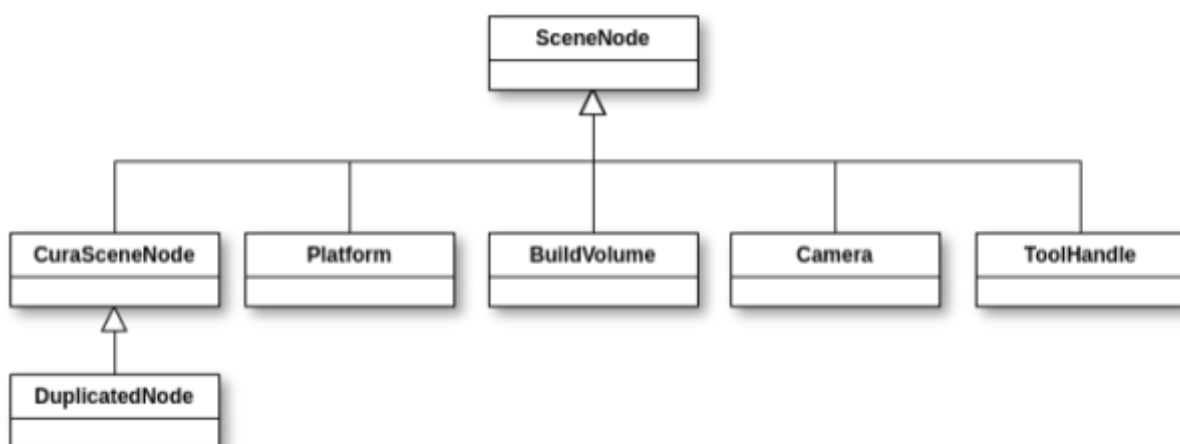 SceneNode
CuraSceneNode
Platform
BuildVolume
Camera
ToolHandle
DuplicatedNode